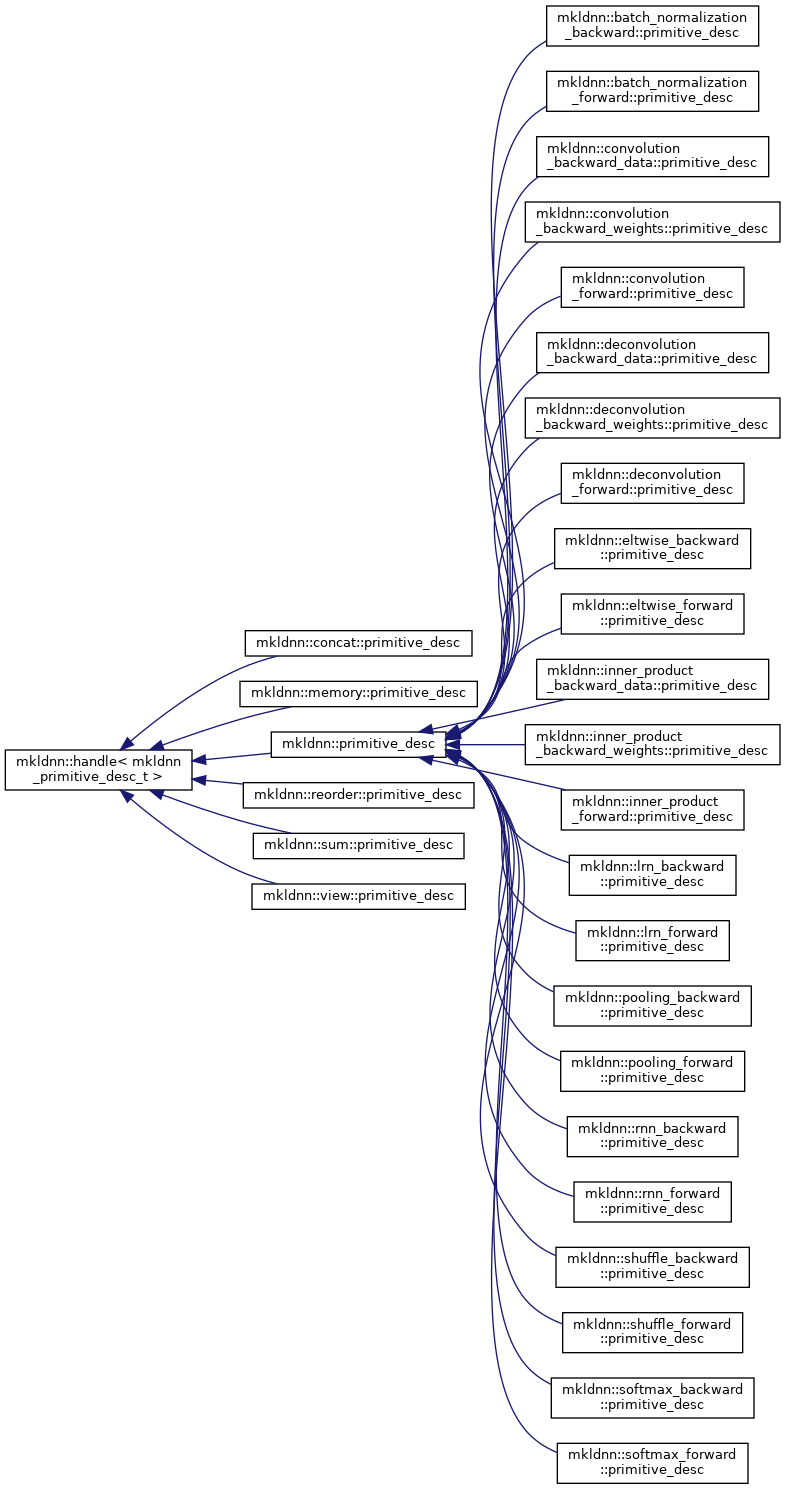 mkldnn::handle< mkldnn
_primitive_desc_t >
mkldnn::concat::primitive_desc
mkldnn::memory::primitive_desc
mkldnn::primitive_desc
mkldnn::reorder::primitive_desc
mkldnn::sum::primitive_desc
mkldnn::view::primitive_desc
mkldnn::batch_normalization
_backward::primitive_desc
mkldnn::batch_normalization
_forward::primitive_desc
mkldnn::convolution
_backward_data::primitive_desc
mkldnn::convolution
_backward_weights::primitive_desc
mkldnn::convolution
_forward::primitive_desc
mkldnn::deconvolution
_backward_data::primitive_desc
mkldnn::deconvolution
_backward_weights::primitive_desc
mkldnn::deconvolution
_forward::primitive_desc
mkldnn::eltwise_backward
::primitive_desc
mkldnn::eltwise_forward
::primitive_desc
mkldnn::inner_product
_backward_data::primitive_desc
mkldnn::inner_product
_backward_weights::primitive_desc
mkldnn::inner_product
_forward::primitive_desc
mkldnn::lrn_backward
::primitive_desc
mkldnn::lrn_forward
::primitive_desc
mkldnn::pooling_backward
::primitive_desc
mkldnn::pooling_forward
::primitive_desc
mkldnn::rnn_backward
::primitive_desc
mkldnn::rnn_forward
::primitive_desc
mkldnn::shuffle_backward
::primitive_desc
mkldnn::shuffle_forward
::primitive_desc
mkldnn::softmax_backward
::primitive_desc
mkldnn::softmax_forward
::primitive_desc